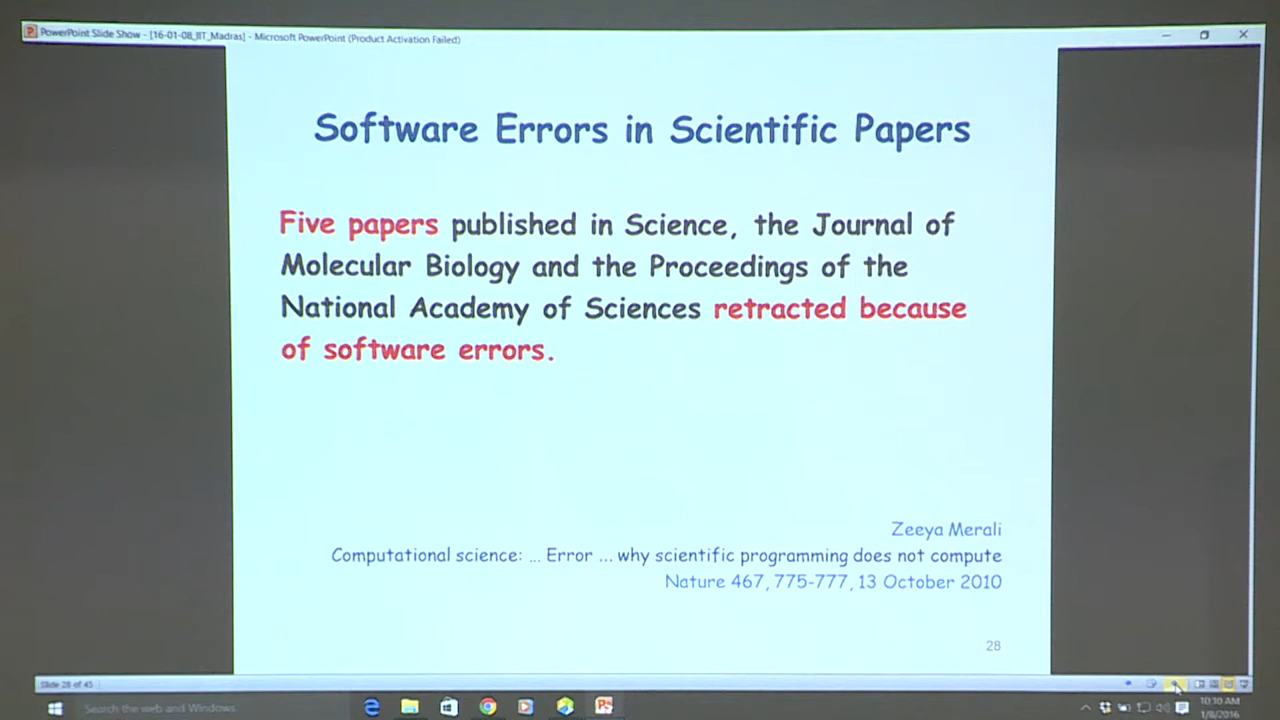 PowerPoint Slide Show - [16-01-08_IIT_Madras] - Microsoft PowerPoint (Product Activation Failed)
Software Errors in Scientific Papers
Five papers published in Science, the Journal of
Molecular Biology and the Proceedings of the
National Academy of Sciences retracted because
of software errors.
Zeeya Merali
Computational science: ... Error ... why scientific programming does not compute
Nature 467, 775-777, 13 October 2010
28
Slide 28 of 45
Search the web and Windows
10:10 AM
1/8/2016